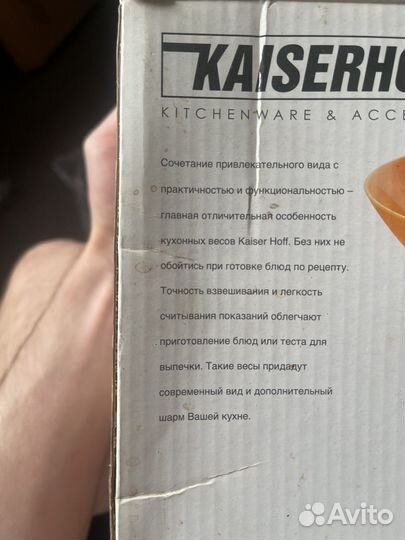 KAISERHO
KITCHENWARE & ACCE
Сочетание привлекательного вида с
практичностью и функциональностью –
главная отличительная особенность
кухонных весов Kaiser Hoff. Без них не
обойтись при готовке блюд по рецепту.
Точность взвешивания и легкость
считывания показаний облегчают
приготовление блюд или теста для
выпечки. Такие весы придадут
современный вид и дополнительный
шарм Вашей кухне.
Avito